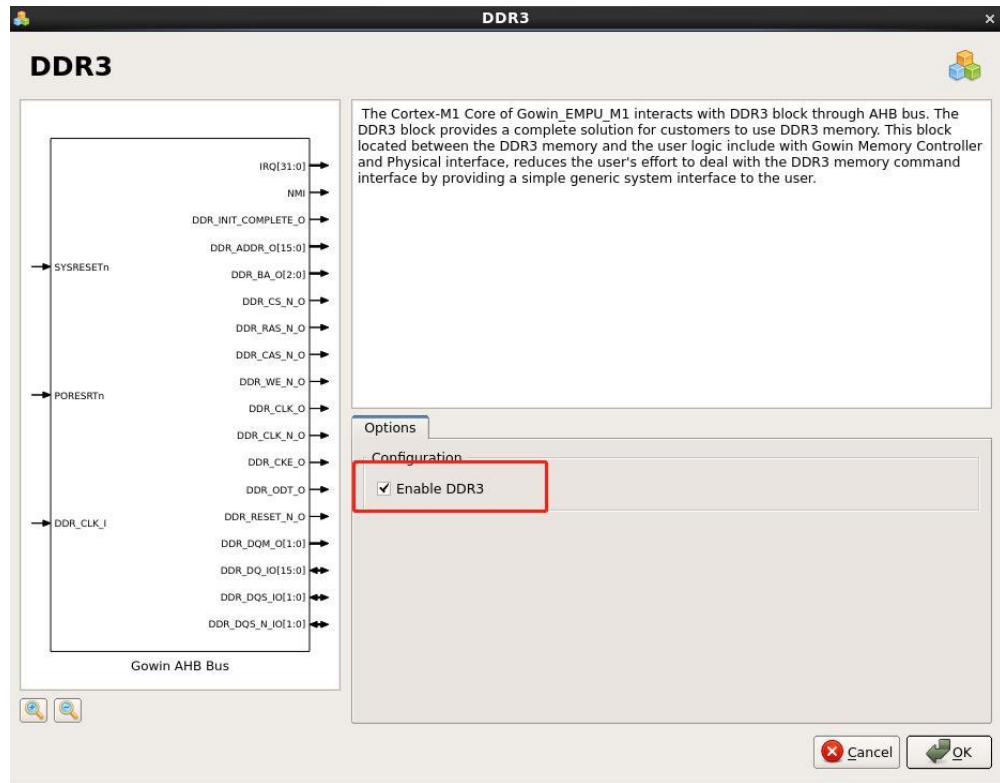 DDR3
DDR3
IRQ[31:0]
NMI
DDR_INIT_COMPLETE_O
DDR_ADDR_O[15:0]
SYSRESETn
DDR_BA_O[2:0]
DDR_CS_N_O
DDR_RAS_N_O
DDR_CAS_N_O
DDR_WE_N_O
PORESRTn
DDR_CLK_O
DDR_CLK_N_O
DDR_CKE_O
DDR_ODT_O
DDR_RESET_N_O
DDR_CLK_I
DDR_DQM_O[1:0]
DDR_DQ_IO[15:0]
DDR_DQS_IO[1:0]
DDR_DQS_N_IO[1:0]
Gowin AHB Bus
The Cortex-M1 Core of Gowin_EMPU_M1 interacts with DDR3 block through AHB bus. The
DDR3 block provides a complete solution for customers to use DDR3 memory. This block
located between the DDR3 memory and the user logic include with Gowin Memory Controller
and Physical interface, reduces the user's effort to deal with the DDR3 memory command
interface by providing a simple generic system interface to the user.
Options
Configuration
Enable DDR3
Cancel
OK